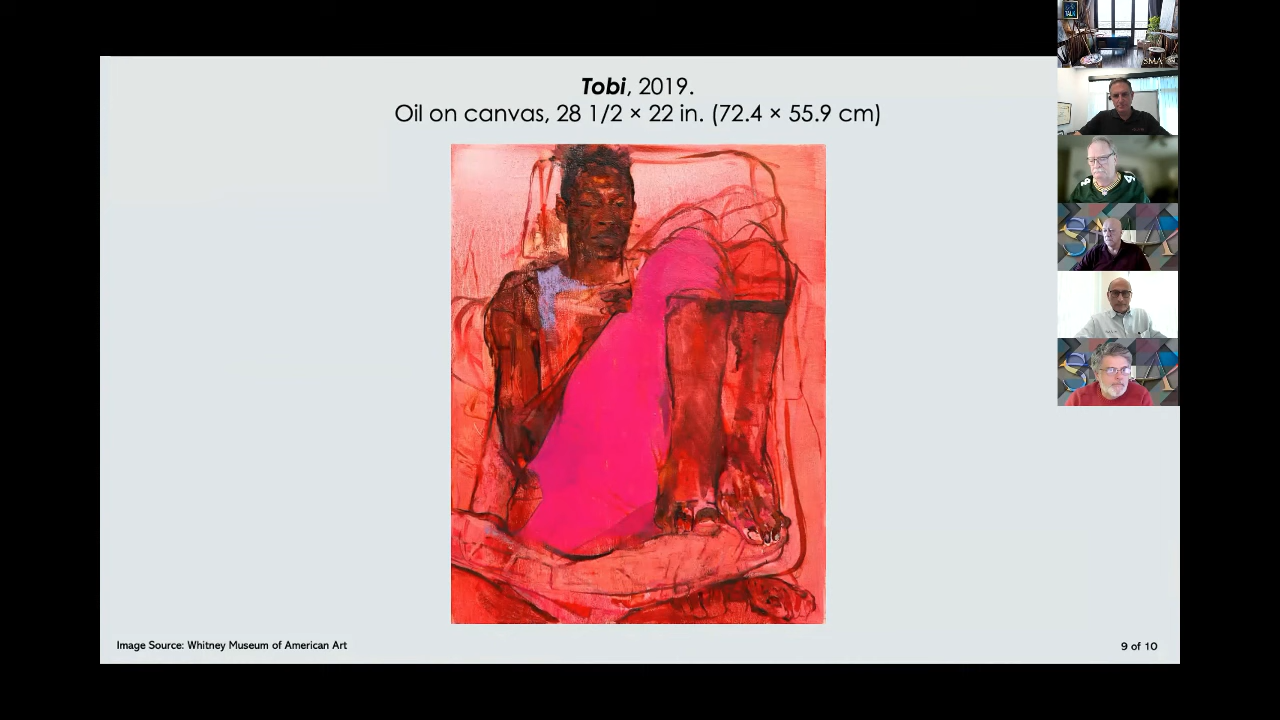 Tobi, 2019.
Oil on canvas, 28 1/2 × 22 in. (72.4 × 55.9 cm)
Image Source: Whitney Museum of American Art
9 of 10